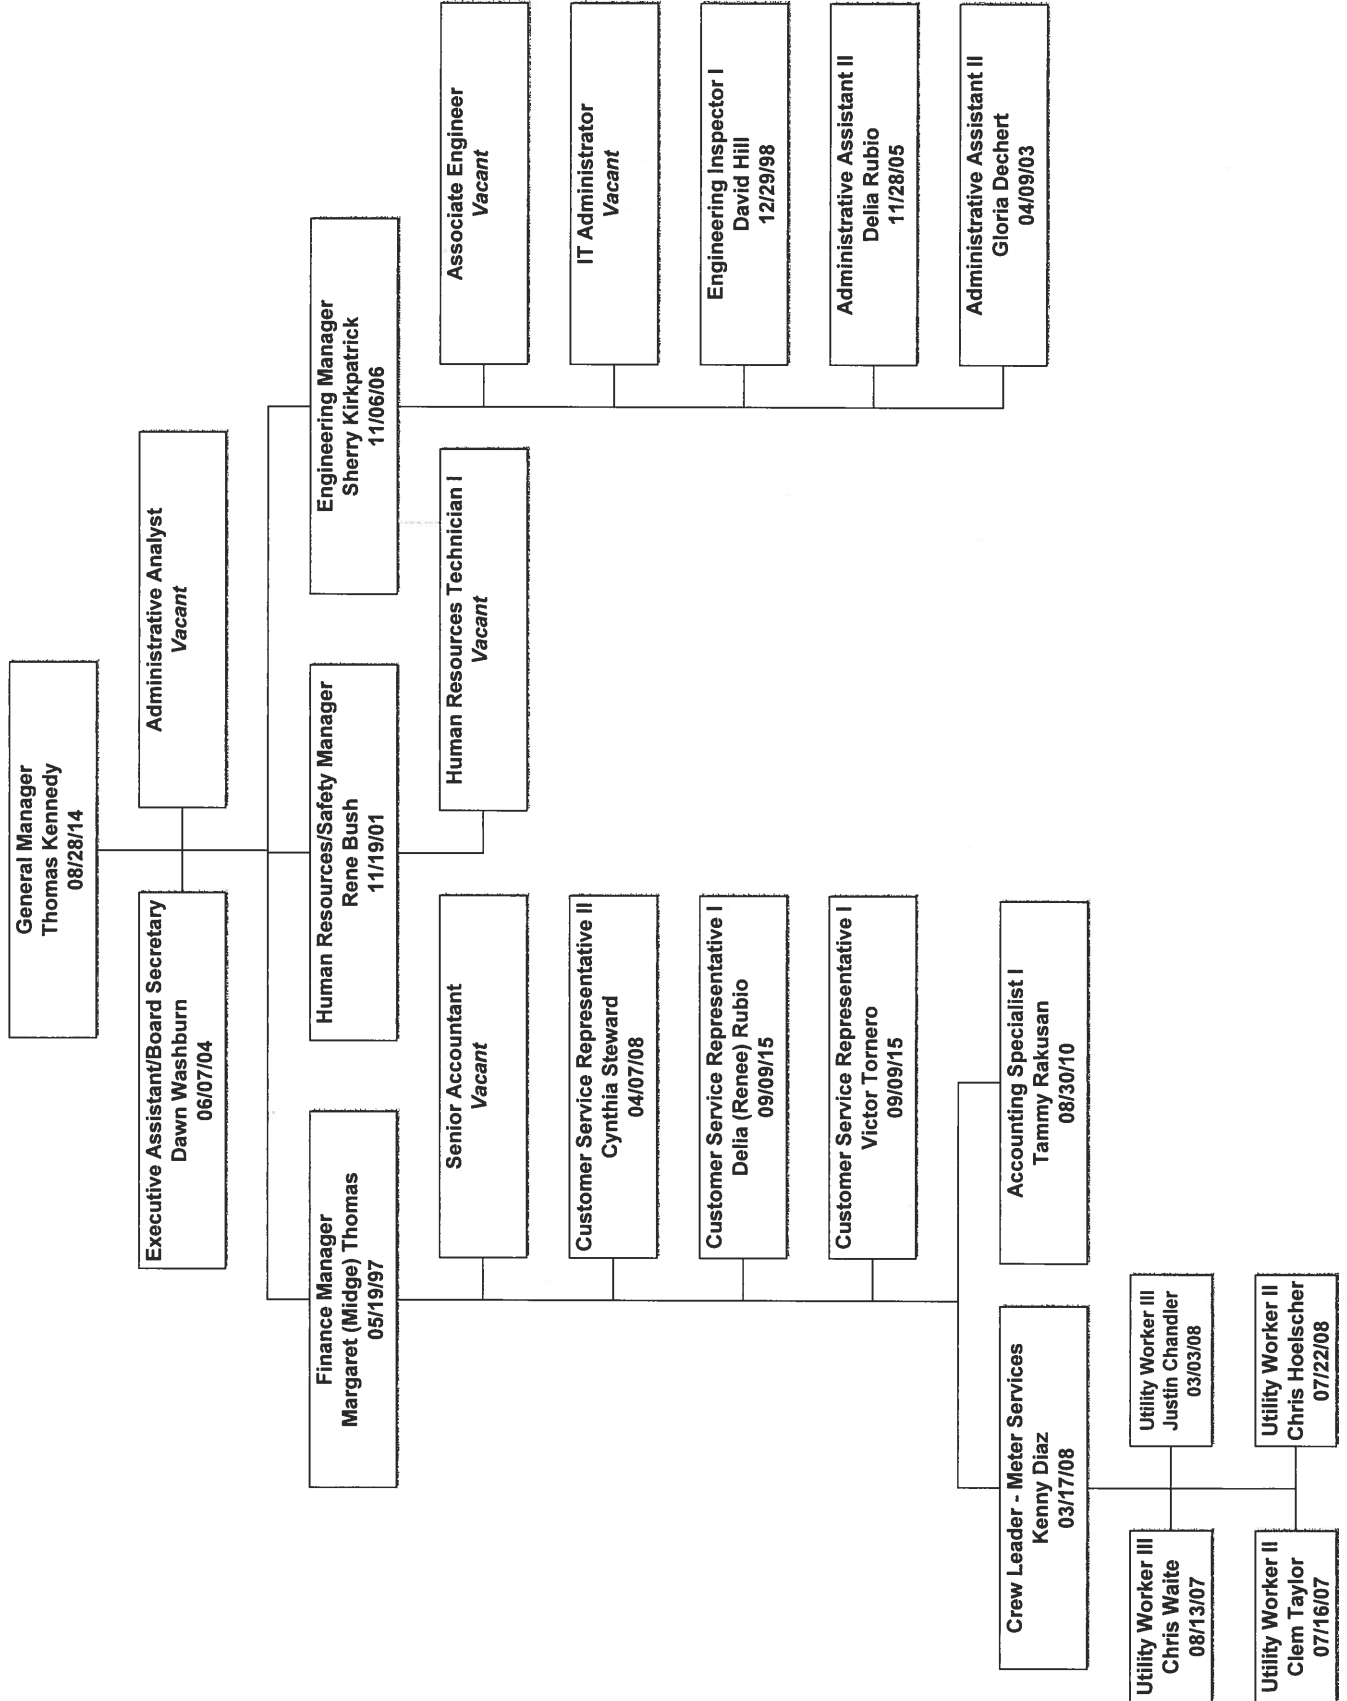 General Manager
Thomas Kennedy
08/28/14
Executive Assistant/Board Secretary
Dawn Washburn
06/07/04
Administrative Analyst
Vacant
Finance Manager
Margaret (Midge) Thomas
05/19/97
Human Resources/Safety Manager
Rene Bush
11/19/01
Engineering Manager
Sherry Kirkpatrick
11/06/06
Senior Accountant
Vacant
Human Resources Technician I
Vacant
Associate Engineer
Vacant
Customer Service Representative II
Cynthia Steward
04/07/08
IT Administrator
Vacant
Customer Service Representative I
Delia (Renee) Rubio
09/09/15
Engineering Inspector I
David Hill
12/29/98
Customer Service Representative I
Victor Tornero
09/09/15
Administrative Assistant II
Delia Rubio
11/28/05
Crew Leader - Meter Services
Kenny Diaz
03/17/08
Accounting Specialist I
Tammy Rakusan
08/30/10
Administrative Assistant II
Gloria Dechert
04/09/03
Utility Worker III
Chris Waite
08/13/07
Utility Worker III
Justin Chandler
03/03/08
Utility Worker II
Clem Taylor
07/16/07
Utility Worker II
Chris Hoelscher
07/22/08